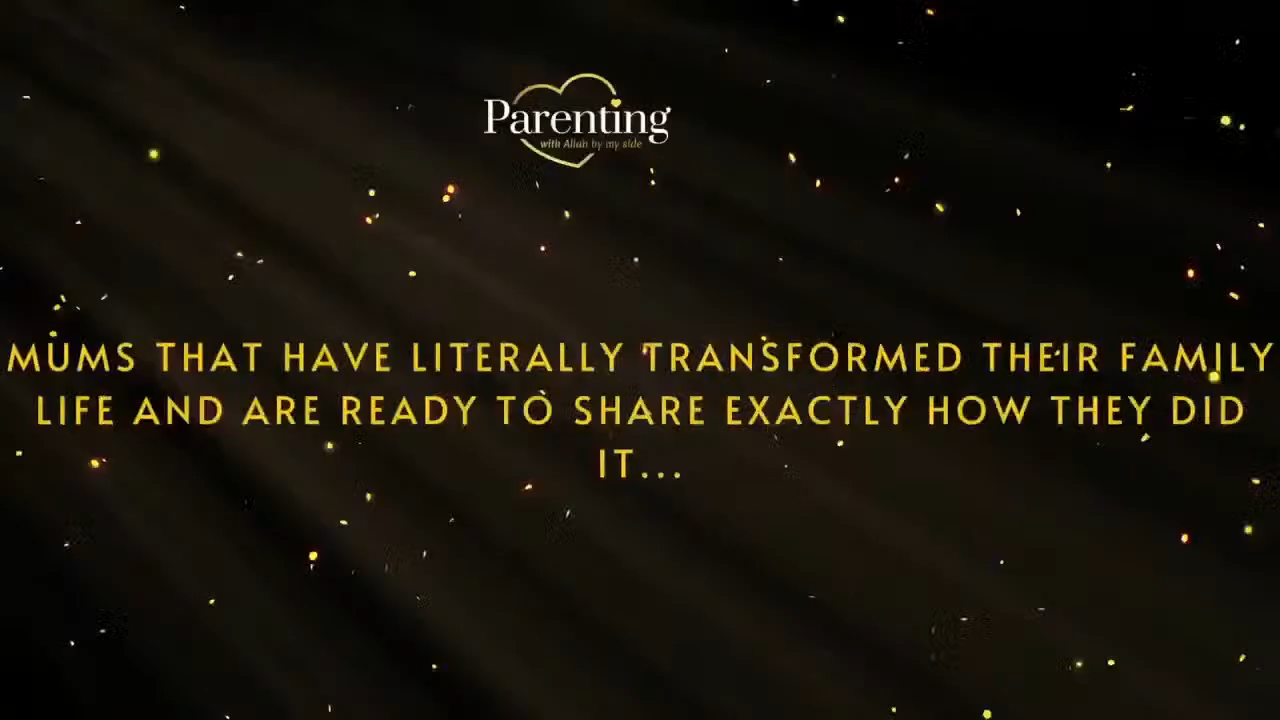 Parenting
with Allah by my side
MUMS THAT HAVE LITERALLY TRANSFORMED THEIR FAMILY
LIFE AND ARE READY TO SHARE EXACTLY HOW THEY DID
IT...